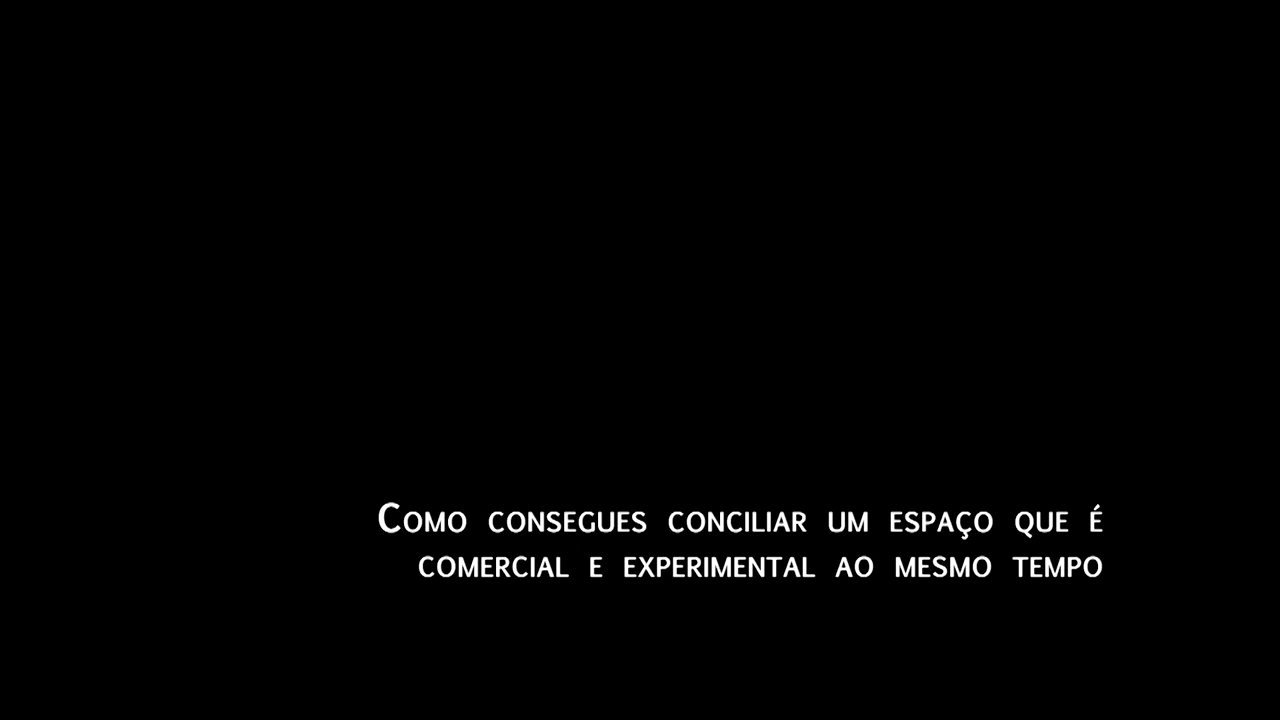 Como consegues conciliar um espaço que é
comercial e experimental ao mesmo tempo